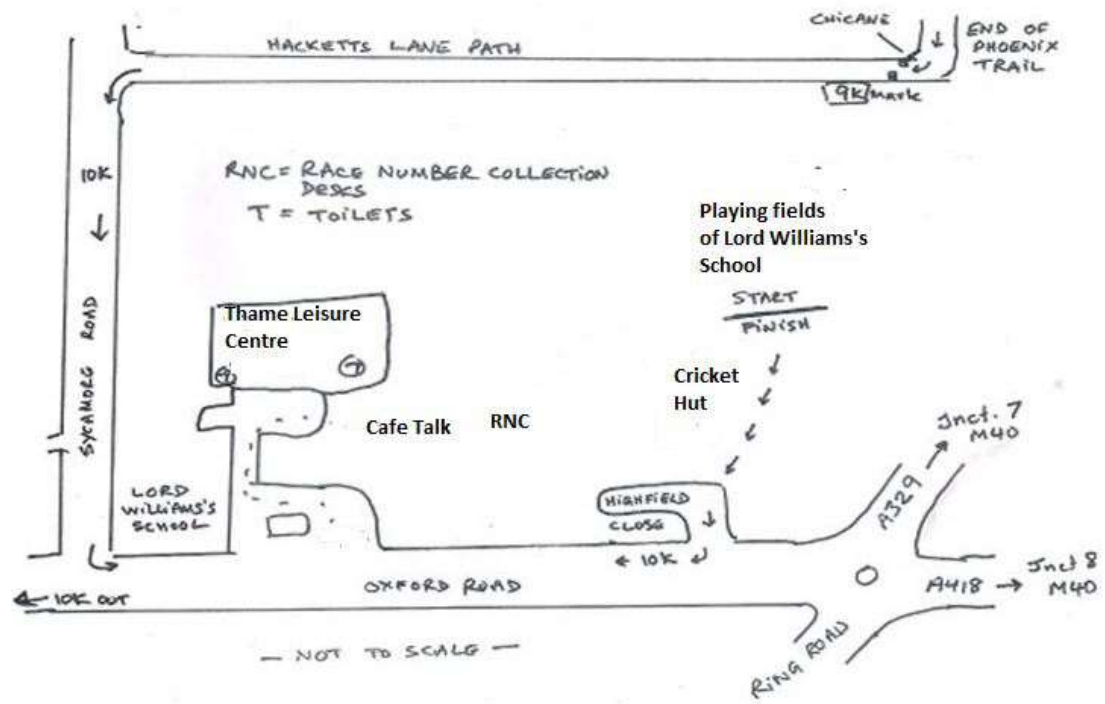 CHICANE
END OF
PHOENIX
TRAIL
HACKETTS LANE PATH
9K Mark
10K
RNC = RACE NUMBER COLLECTION
DESKS
T = TOILETS
Playing fields
of Lord Williams's
School
START
FINISH
Thame Leisure
Centre
T
SYCAMORE ROAD
Cricket
Hut
Cafe Talk
RNC
Jnct. 7
M40
A329
LORD
WILLIAMS'S
SCHOOL
HIGHFIELD
CLOSE
← 10K
OXFORD ROAD
← 10K OUT
A418 →
Jnct 8
M40
RING ROAD
— NOT TO SCALE —